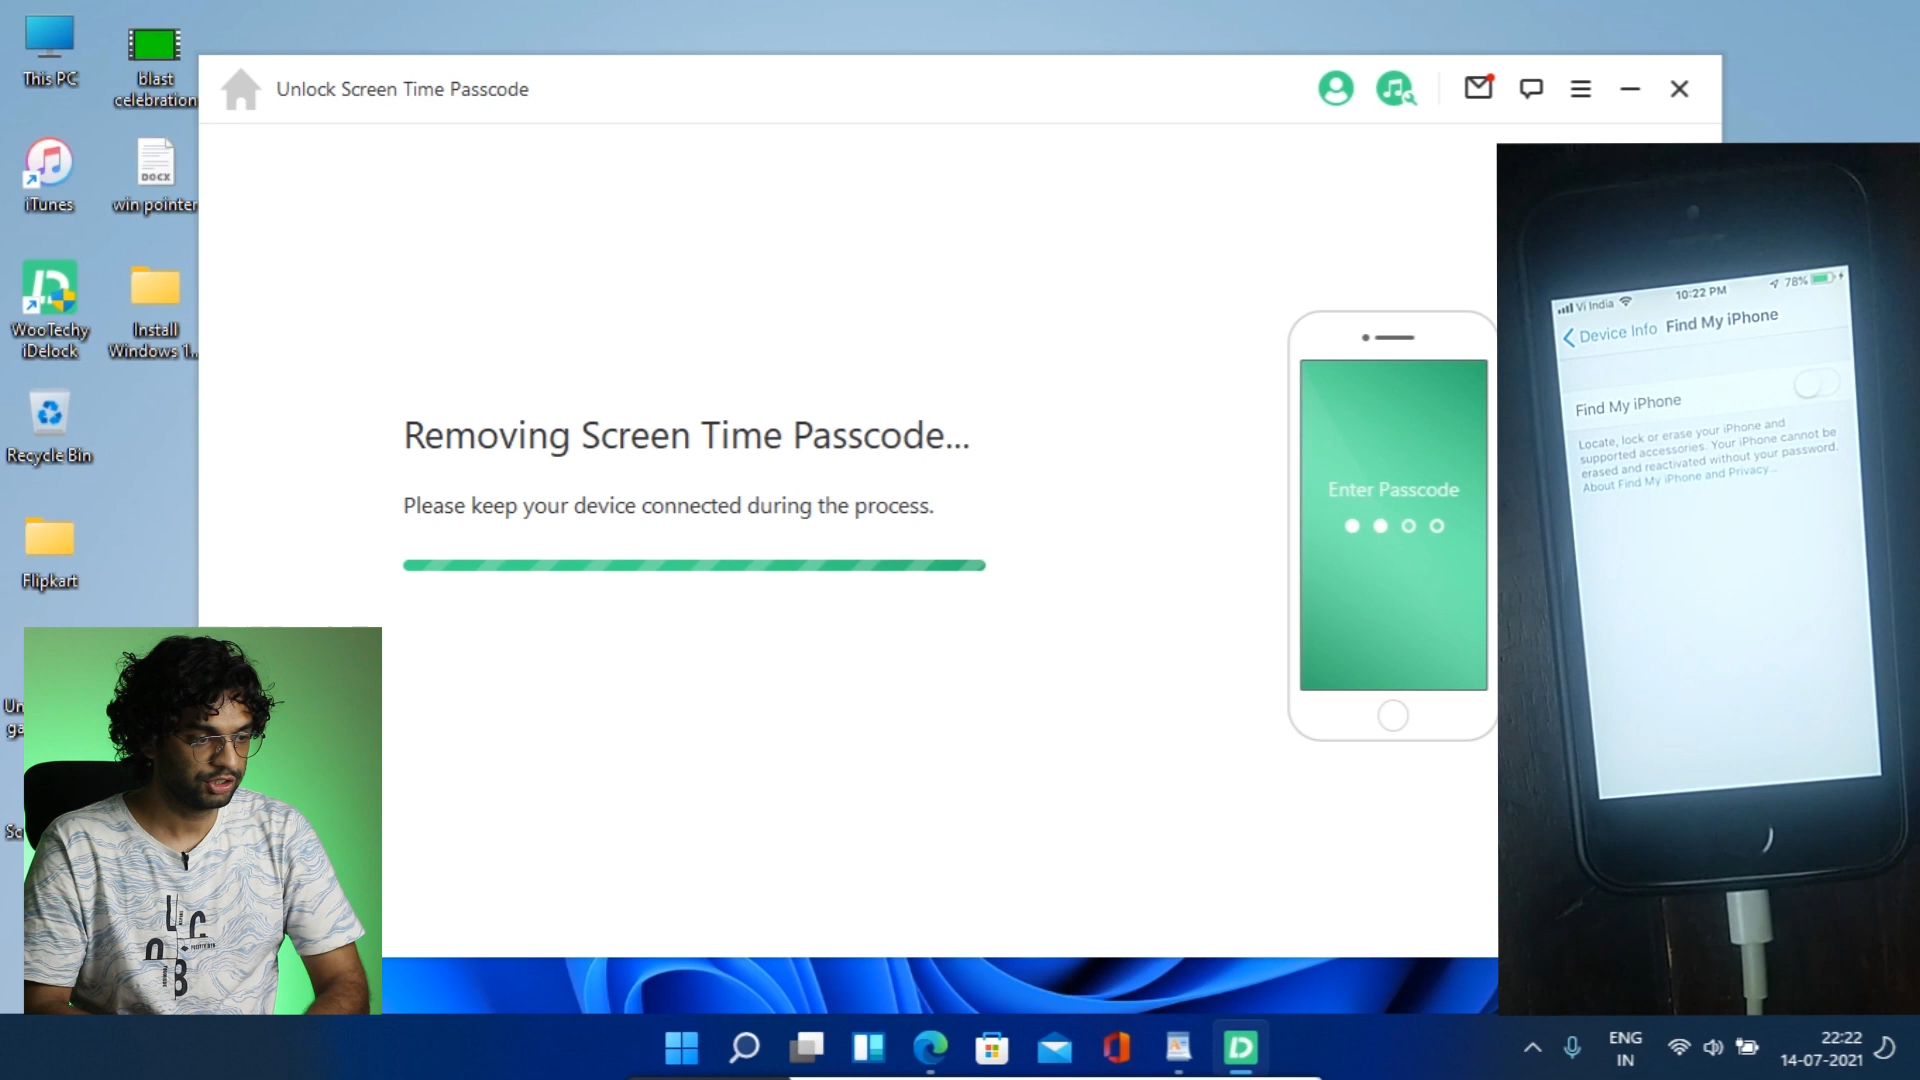 This PC
blast
celebration
iTunes
DOCX
win pointer
WooTechy
iDelock
Install
Windows 1...
Recycle Bin
Flipkart
Un
ga
Sc
Unlock Screen Time Passcode
Removing Screen Time Passcode...
Please keep your device connected during the process.
Enter Passcode
Vi India
10:22 PM
78%
Device Info
Find My iPhone
Find My iPhone
Locate, lock or erase your iPhone and
supported accessories. Your iPhone cannot be
erased and reactivated without your password.
About Find My iPhone and Privacy...
ENG
IN
22:22
14-07-2021